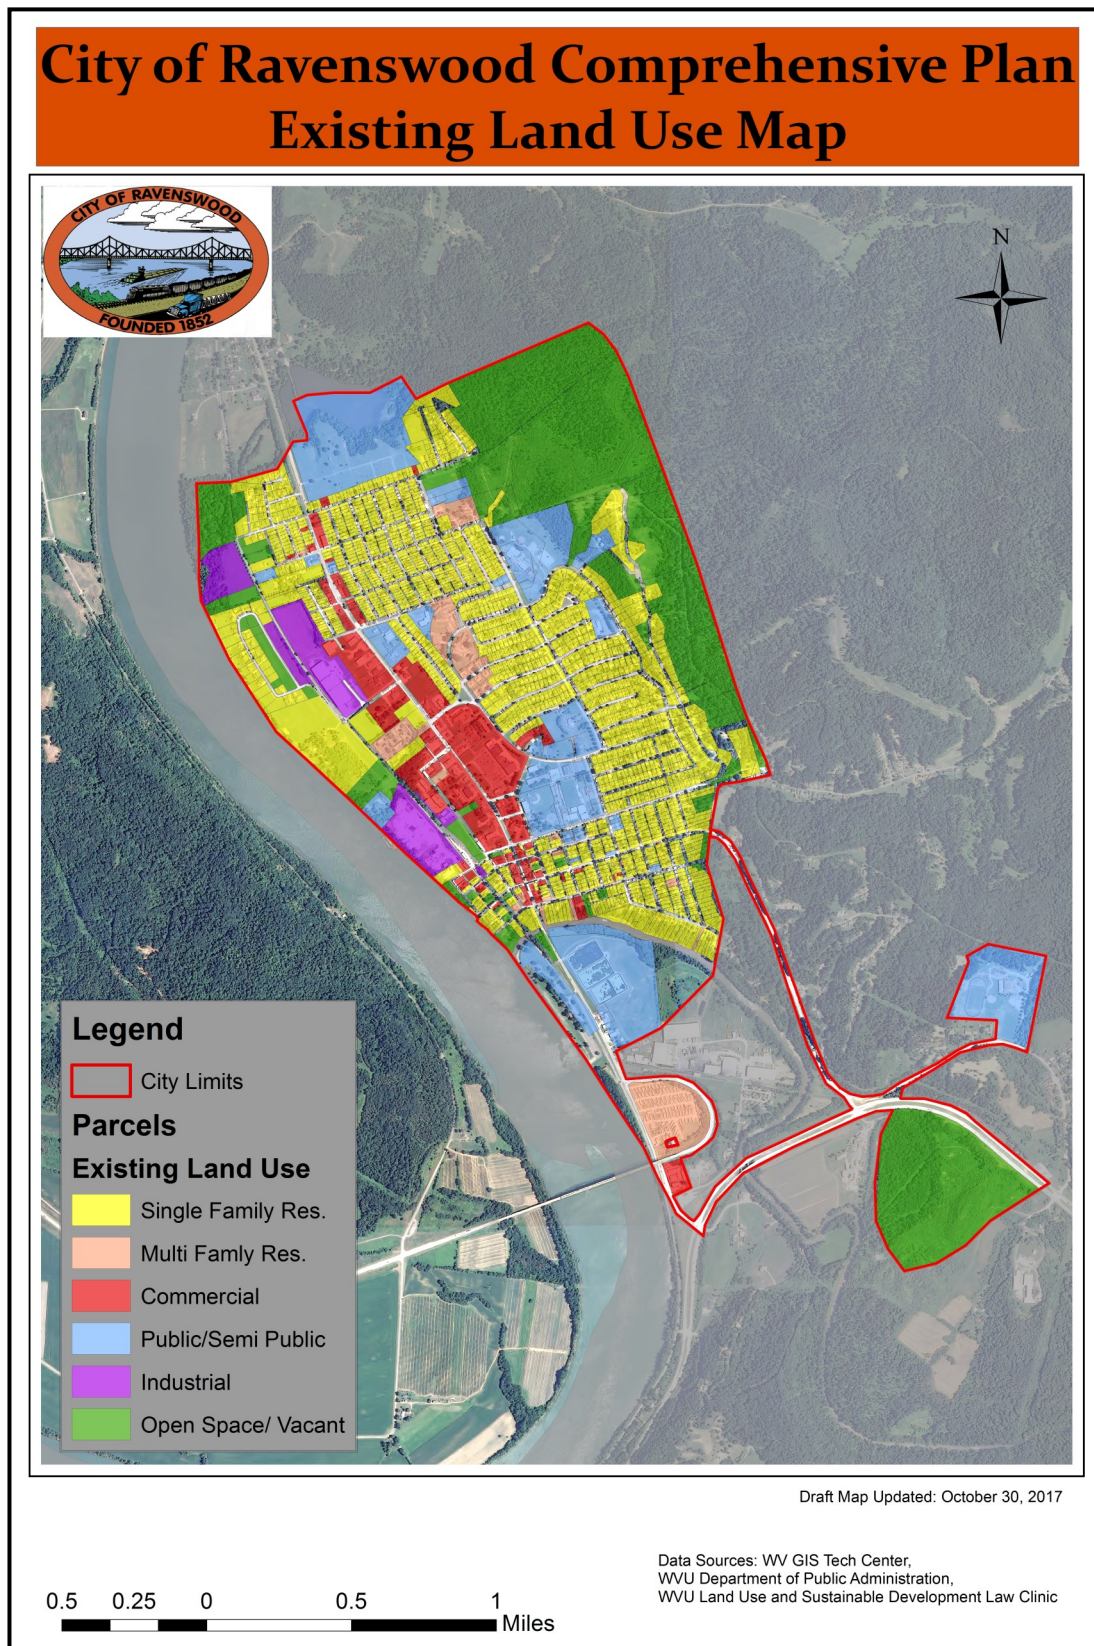 City of Ravenswood Comprehensive Plan
Existing Land Use Map
CITY OF RAVENSWOOD
FOUNDED 1852
N
Legend
City Limits
Parcels
Existing Land Use
Single Family Res.
Multi Famly Res.
Commercial
Public/Semi Public
Industrial
Open Space/ Vacant
Draft Map Updated: October 30, 2017
Data Sources: WV GIS Tech Center,
WVU Department of Public Administration,
WVU Land Use and Sustainable Development Law Clinic
0.5 0.25 0 0.5 1
Miles